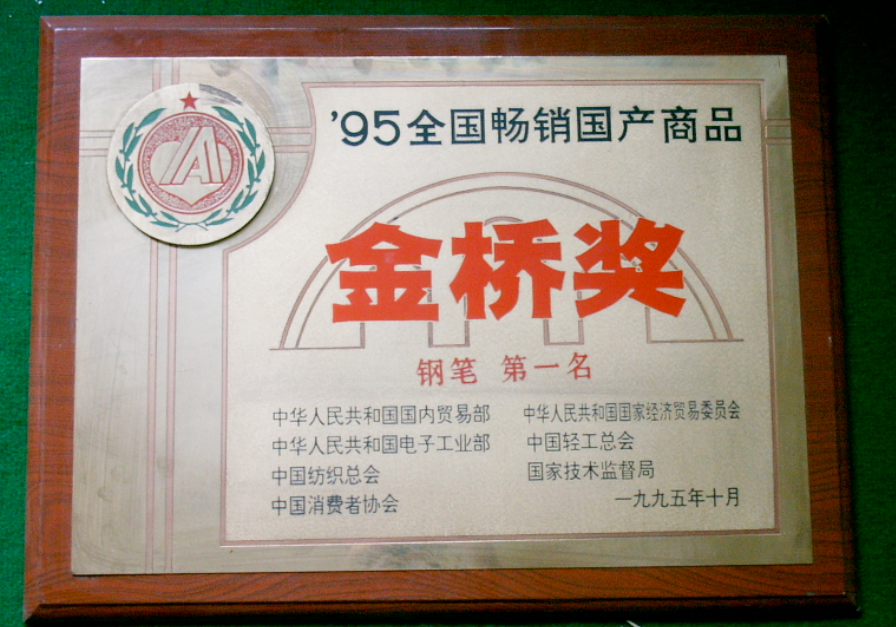 '95全国畅销国产商品
金桥奖
钢笔 第一名
中华人民共和国国内贸易部
中华人民共和国国家经济贸易委员会
中华人民共和国电子工业部
中国轻工总会
中国纺织总会
国家技术监督局
中国消费者协会
一九九五年十月